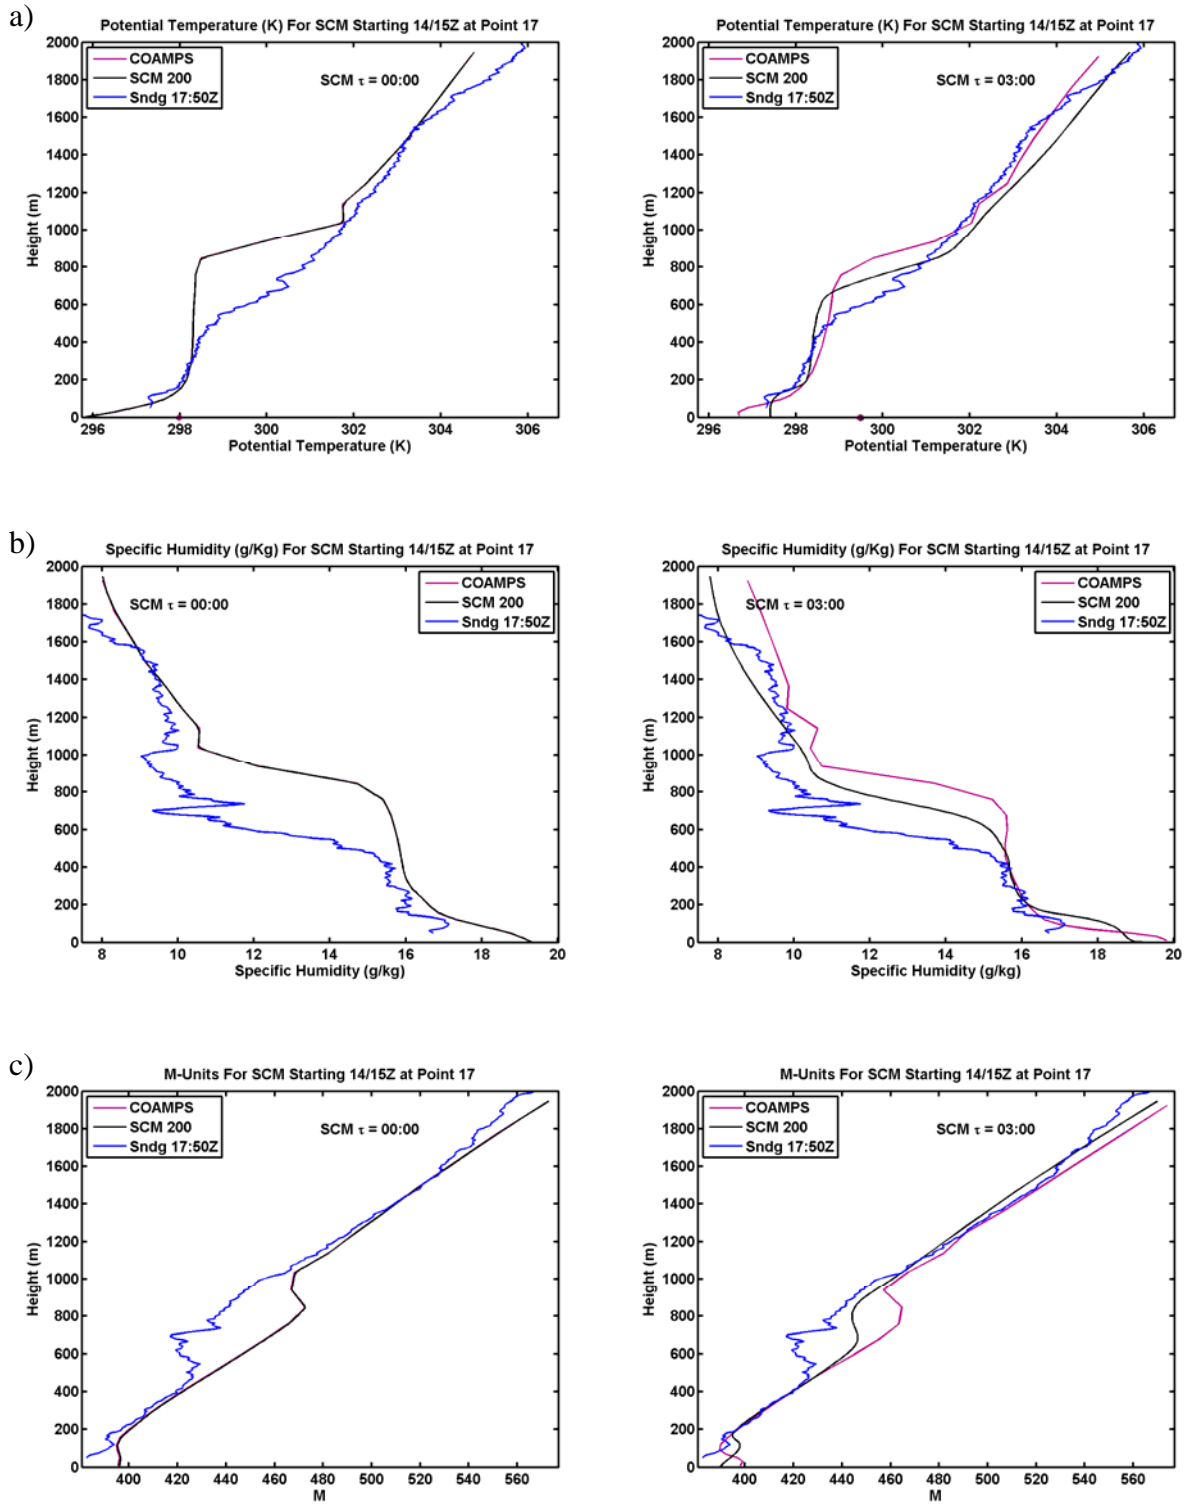 a)
Potential Temperature (K) For SCM Starting 14/15Z at Point 17
2000
1800
1600
1400
1200
1000
800
600
400
200
0
Height (m)
COAMPS
SCM 200
Sndg 17:50Z
SCM τ = 00:00
296 298 300 302 304 306
Potential Temperature (K)
Potential Temperature (K) For SCM Starting 14/15Z at Point 17
2000
1800
1600
1400
1200
1000
800
600
400
200
0
Height (m)
COAMPS
SCM 200
Sndg 17:50Z
SCM τ = 03:00
296 298 300 302 304 306
Potential Temperature (K)
b)
Specific Humidity (g/Kg) For SCM Starting 14/15Z at Point 17
2000
1800
1600
1400
1200
1000
800
600
400
200
0
Height (m)
SCM τ = 00:00
COAMPS
SCM 200
Sndg 17:50Z
8 10 12 14 16 18 20
Specific Humidity (g/kg)
Specific Humidity (g/Kg) For SCM Starting 14/15Z at Point 17
2000
1800
1600
1400
1200
1000
800
600
400
200
0
Height (m)
SCM τ = 03:00
COAMPS
SCM 200
Sndg 17:50Z
8 10 12 14 16 18 20
Specific Humidity (g/kg)
c)
M-Units For SCM Starting 14/15Z at Point 17
2000
1800
1600
1400
1200
1000
800
600
400
200
0
Height (m)
COAMPS
SCM 200
Sndg 17:50Z
SCM τ = 00:00
400 420 440 460 480 500 520 540 560
M
M-Units For SCM Starting 14/15Z at Point 17
2000
1800
1600
1400
1200
1000
800
600
400
200
0
Height (m)
COAMPS
SCM 200
Sndg 17:50Z
SCM τ = 03:00
400 420 440 460 480 500 520 540 560
M